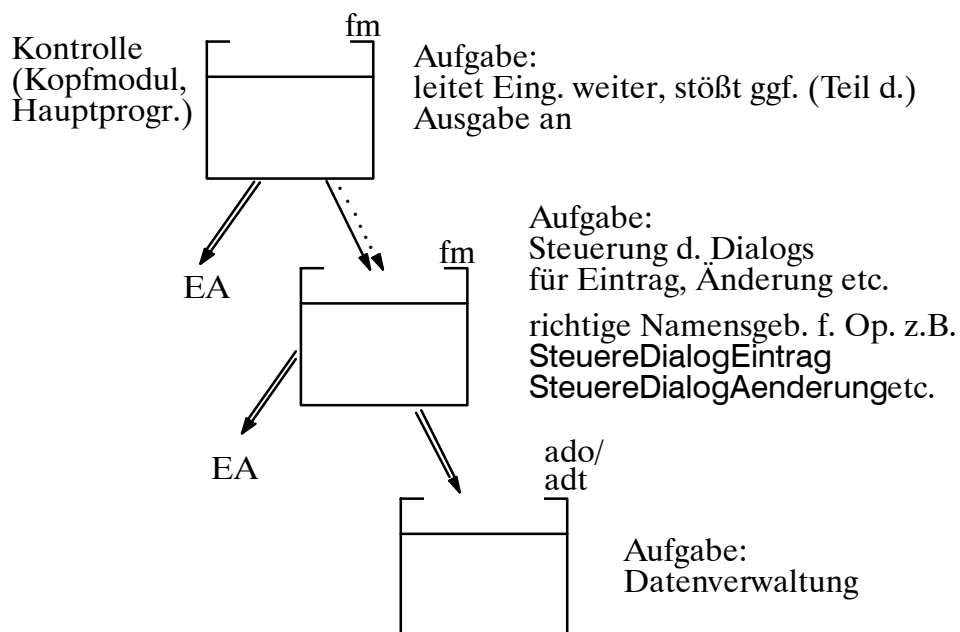 fm
Kontrolle
(Kopfmodul,
Hauptprogr.)
Aufgabe:
leitet Eing. weiter, stößt ggf. (Teil d.)
Ausgabe an
EA
fm
Aufgabe:
Steuerung d. Dialogs
für Eintrag, Änderung etc.
richtige Namensgeb. f. Op. z.B.
SteuereDialogEintrag
SteuereDialogAenderungetc.
EA
ado/
adt
Aufgabe:
Datenverwaltung